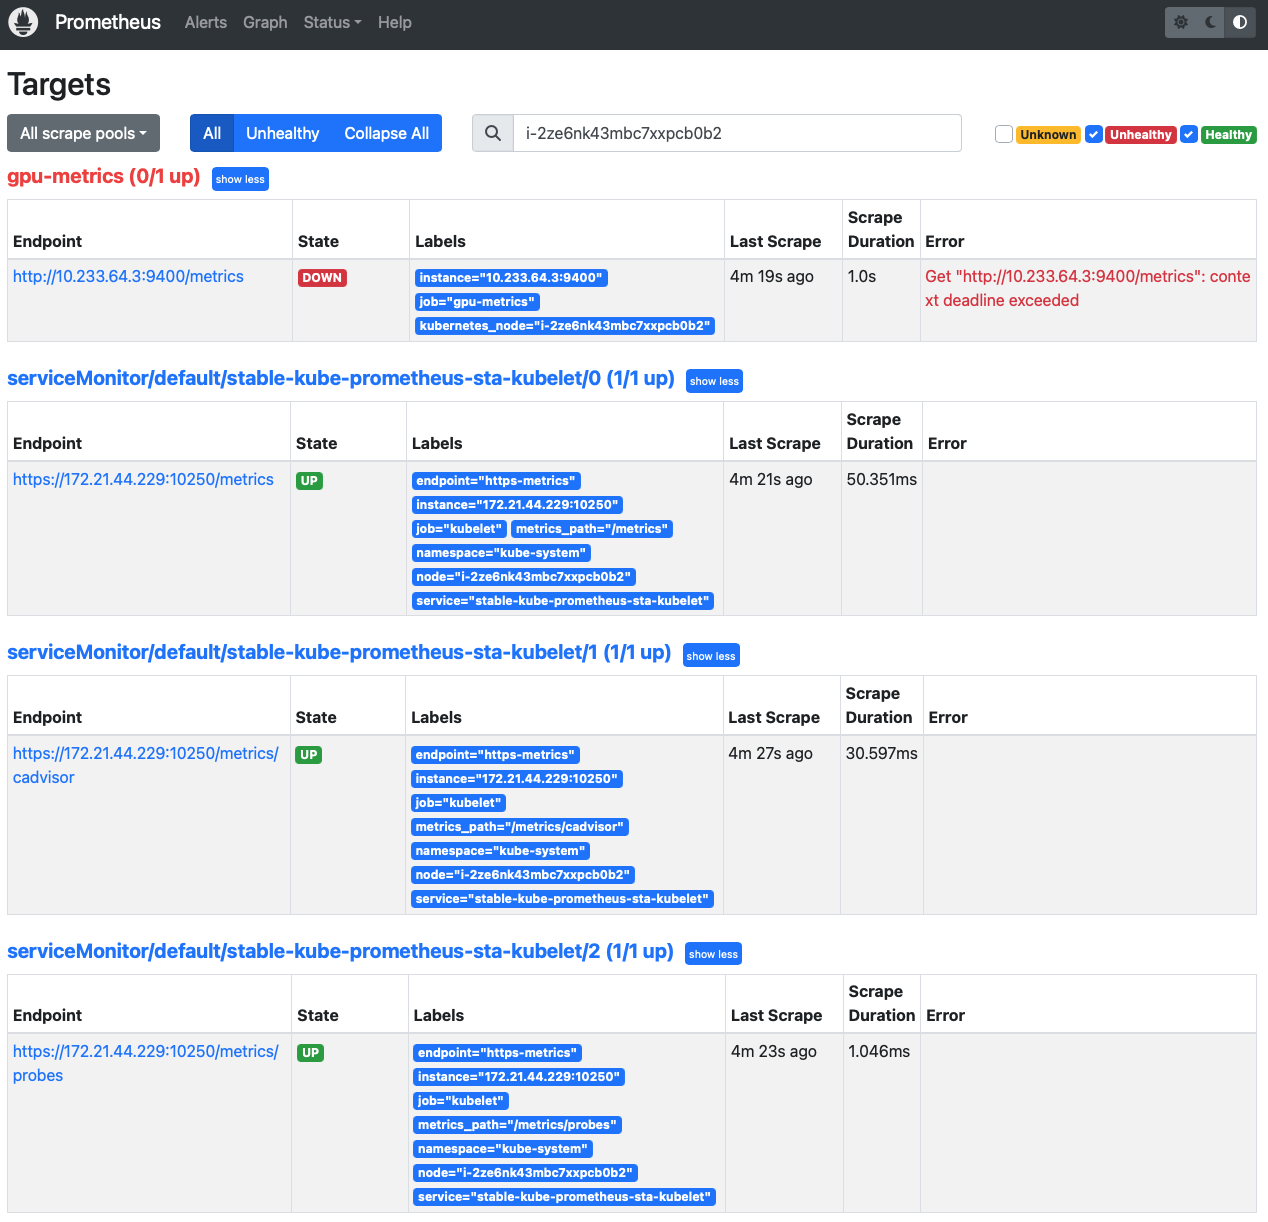 Prometheus Alerts Graph Status Help
Targets
All scrape pools All Unhealthy Collapse All i-2ze6nk43mbc7xxpcb0b2 Unknown Unhealthy Healthy
gpu-metrics (0/1 up) show less
Endpoint State Labels Last Scrape Scrape Duration Error
http://10.233.64.3:9400/metrics DOWN instance="10.233.64.3:9400" 4m 19s ago 1.0s Get "http://10.233.64.3:9400/metrics": conte
job="gpu-metrics" xt deadline exceeded
kubernetes_node="i-2ze6nk43mbc7xxpcb0b2"
serviceMonitor/default/stable-kube-prometheus-sta-kubelet/0 (1/1 up) show less
Endpoint State Labels Last Scrape Scrape Duration Error
https://172.21.44.229:10250/metrics UP endpoint="https-metrics" 4m 21s ago 50.351ms
instance="172.21.44.229:10250"
job="kubelet" metrics_path="/metrics"
namespace="kube-system"
node="i-2ze6nk43mbc7xxpcb0b2"
service="stable-kube-prometheus-sta-kubelet"
serviceMonitor/default/stable-kube-prometheus-sta-kubelet/1 (1/1 up) show less
Endpoint State Labels Last Scrape Scrape Duration Error
https://172.21.44.229:10250/metrics/ UP endpoint="https-metrics" 4m 27s ago 30.597ms
cadvisor instance="172.21.44.229:10250"
job="kubelet"
metrics_path="/metrics/cadvisor"
namespace="kube-system"
node="i-2ze6nk43mbc7xxpcb0b2"
service="stable-kube-prometheus-sta-kubelet"
serviceMonitor/default/stable-kube-prometheus-sta-kubelet/2 (1/1 up) show less
Endpoint State Labels Last Scrape Scrape Duration Error
https://172.21.44.229:10250/metrics/ UP endpoint="https-metrics" 4m 23s ago 1.046ms
probes instance="172.21.44.229:10250"
job="kubelet"
metrics_path="/metrics/probes"
namespace="kube-system"
node="i-2ze6nk43mbc7xxpcb0b2"
service="stable-kube-prometheus-sta-kubelet"